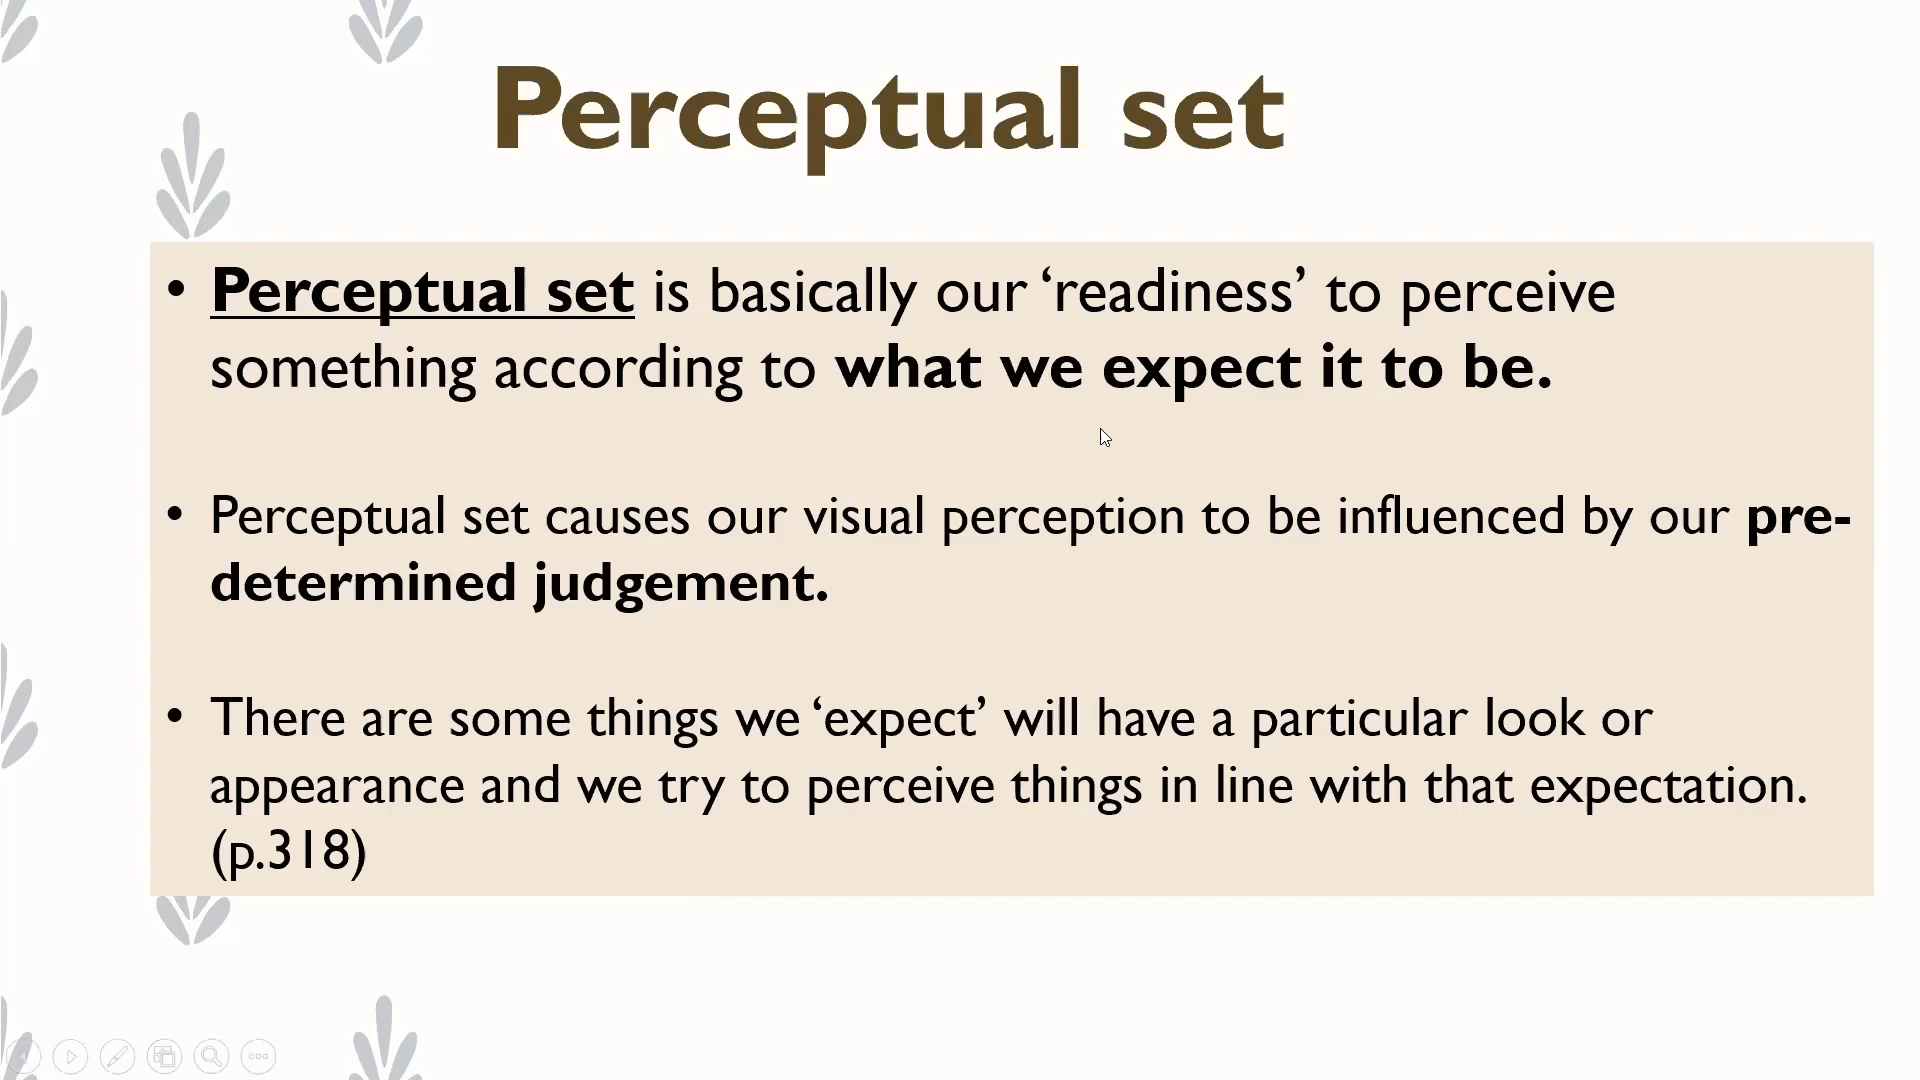 Perceptual set
• Perceptual set is basically our ‘readiness’ to perceive
something according to what we expect it to be.
• Perceptual set causes our visual perception to be influenced by our pre-
determined judgement.
• There are some things we ‘expect’ will have a particular look or
appearance and we try to perceive things in line with that expectation.
(p.318)